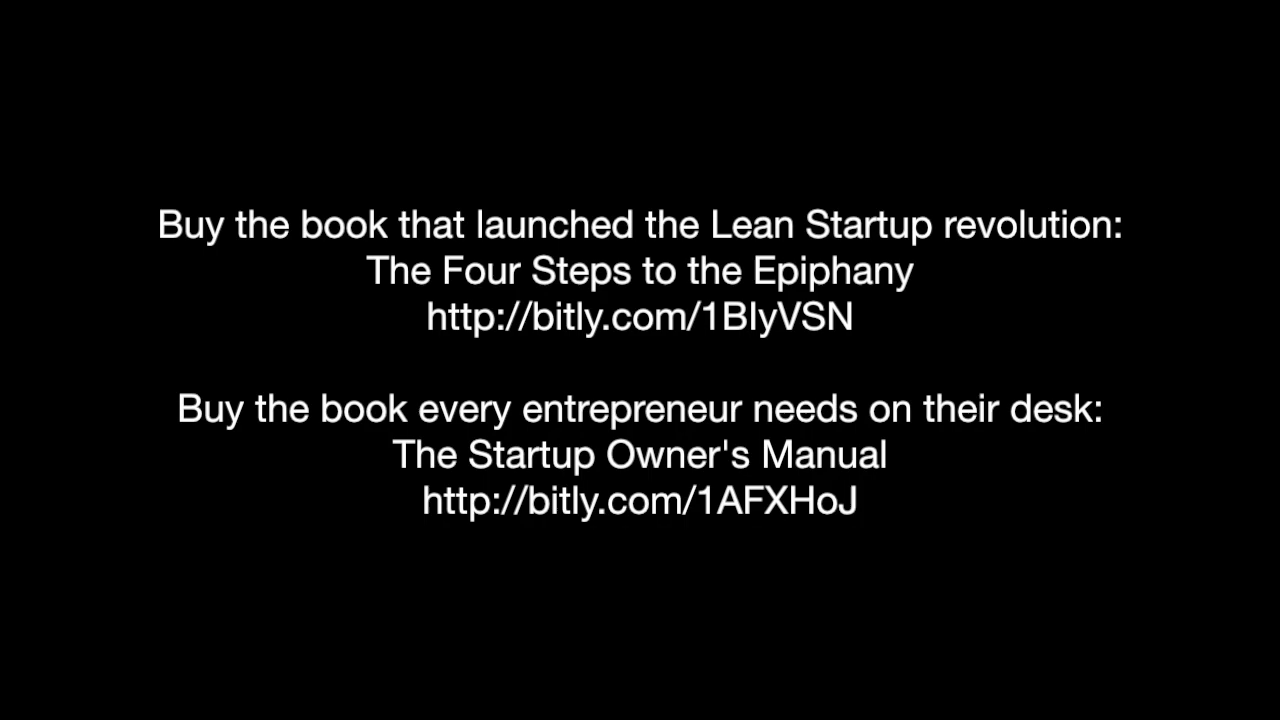 Buy the book that launched the Lean Startup revolution:
The Four Steps to the Epiphany
http://bitly.com/1BIyVSN
Buy the book every entrepreneur needs on their desk:
The Startup Owner's Manual
http://bitly.com/1AFXHoJ